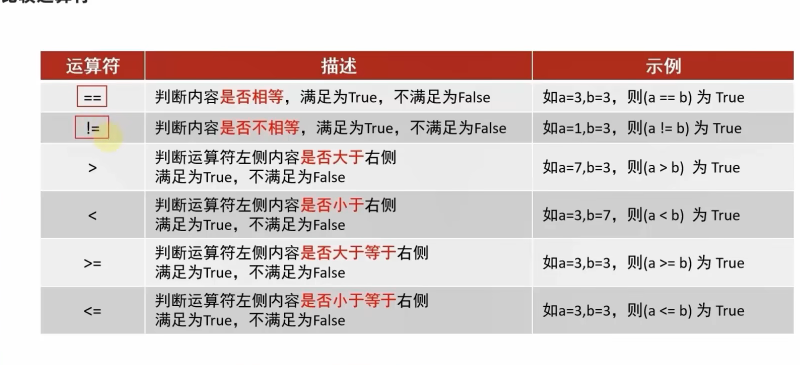 运算符 描述 示例
== 判断内容是否相等，满足为True，不满足为False 如a=3,b=3，则(a == b) 为 True
!= 判断内容是否不相等，满足为True，不满足为False 如a=1,b=3，则(a != b) 为 True
> 判断运算符左侧内容是否大于右侧
满足为True，不满足为False 如a=7,b=3，则(a > b) 为 True
< 判断运算符左侧内容是否小于右侧
满足为True，不满足为False 如a=3,b=7，则(a < b) 为 True
>= 判断运算符左侧内容是否大于等于右侧
满足为True，不满足为False 如a=3,b=3，则(a >= b) 为 True
<= 判断运算符左侧内容是否小于等于右侧
满足为True，不满足为False 如a=3,b=3，则(a <= b) 为 True